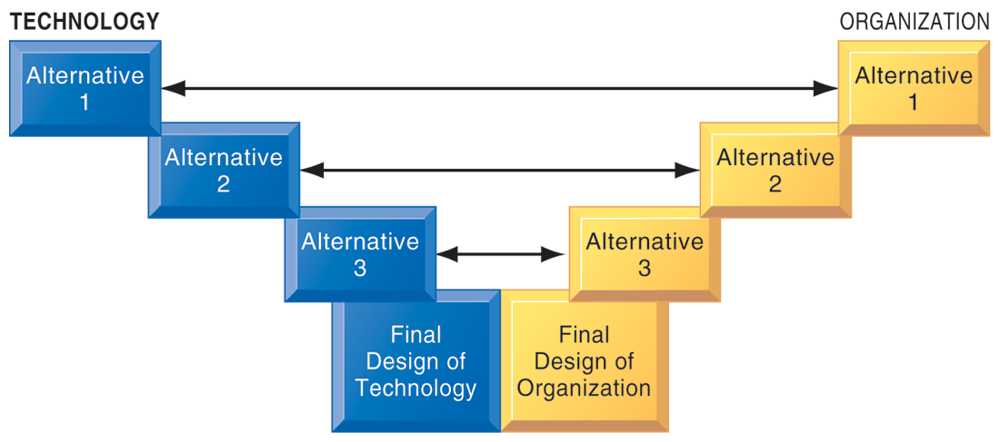 TECHNOLOGY
ORGANIZATION
Alternative
1
Alternative
1
Alternative
2
Alternative
2
Alternative
3
Alternative
3
Final
Design of
Technology
Final
Design of
Organization